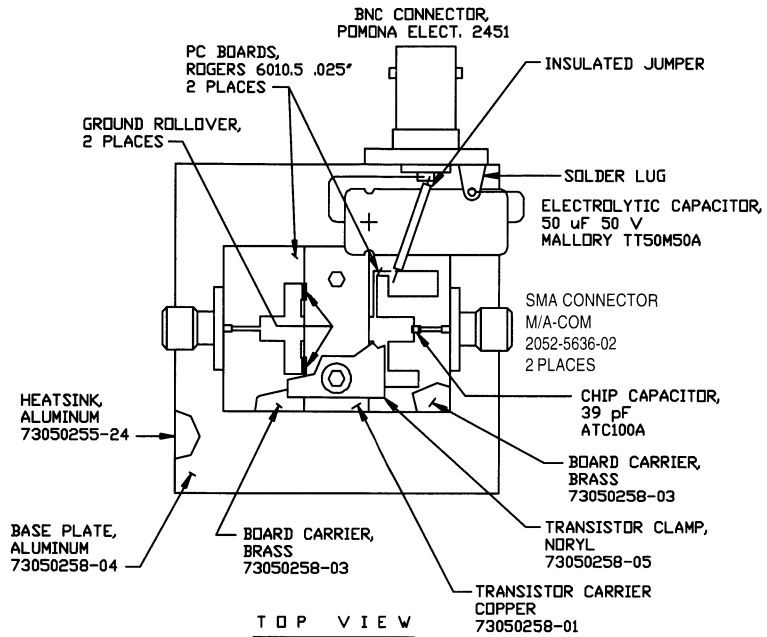 BNC CONNECTOR,
POMONA ELECT. 2451
PC BOARDS,
ROGERS 6010.5 .025"
2 PLACES
INSULATED JUMPER
GROUND ROLLOVER,
2 PLACES
SOLDER LUG
ELECTROLYTIC CAPACITOR,
50 uF 50 V
MALLORY TT50M50A
SMA CONNECTOR
M/A-COM
2052-5636-02
2 PLACES
CHIP CAPACITOR,
39 pF
ATC100A
HEATSINK,
ALUMINUM
73050255-24
BOARD CARRIER,
BRASS
73050258-03
BASE PLATE,
ALUMINUM
73050258-04
BOARD CARRIER,
BRASS
73050258-03
TRANSISTOR CLAMP,
NORYL
73050258-05
TRANSISTOR CARRIER
COPPER
73050258-01
TOP VIEW